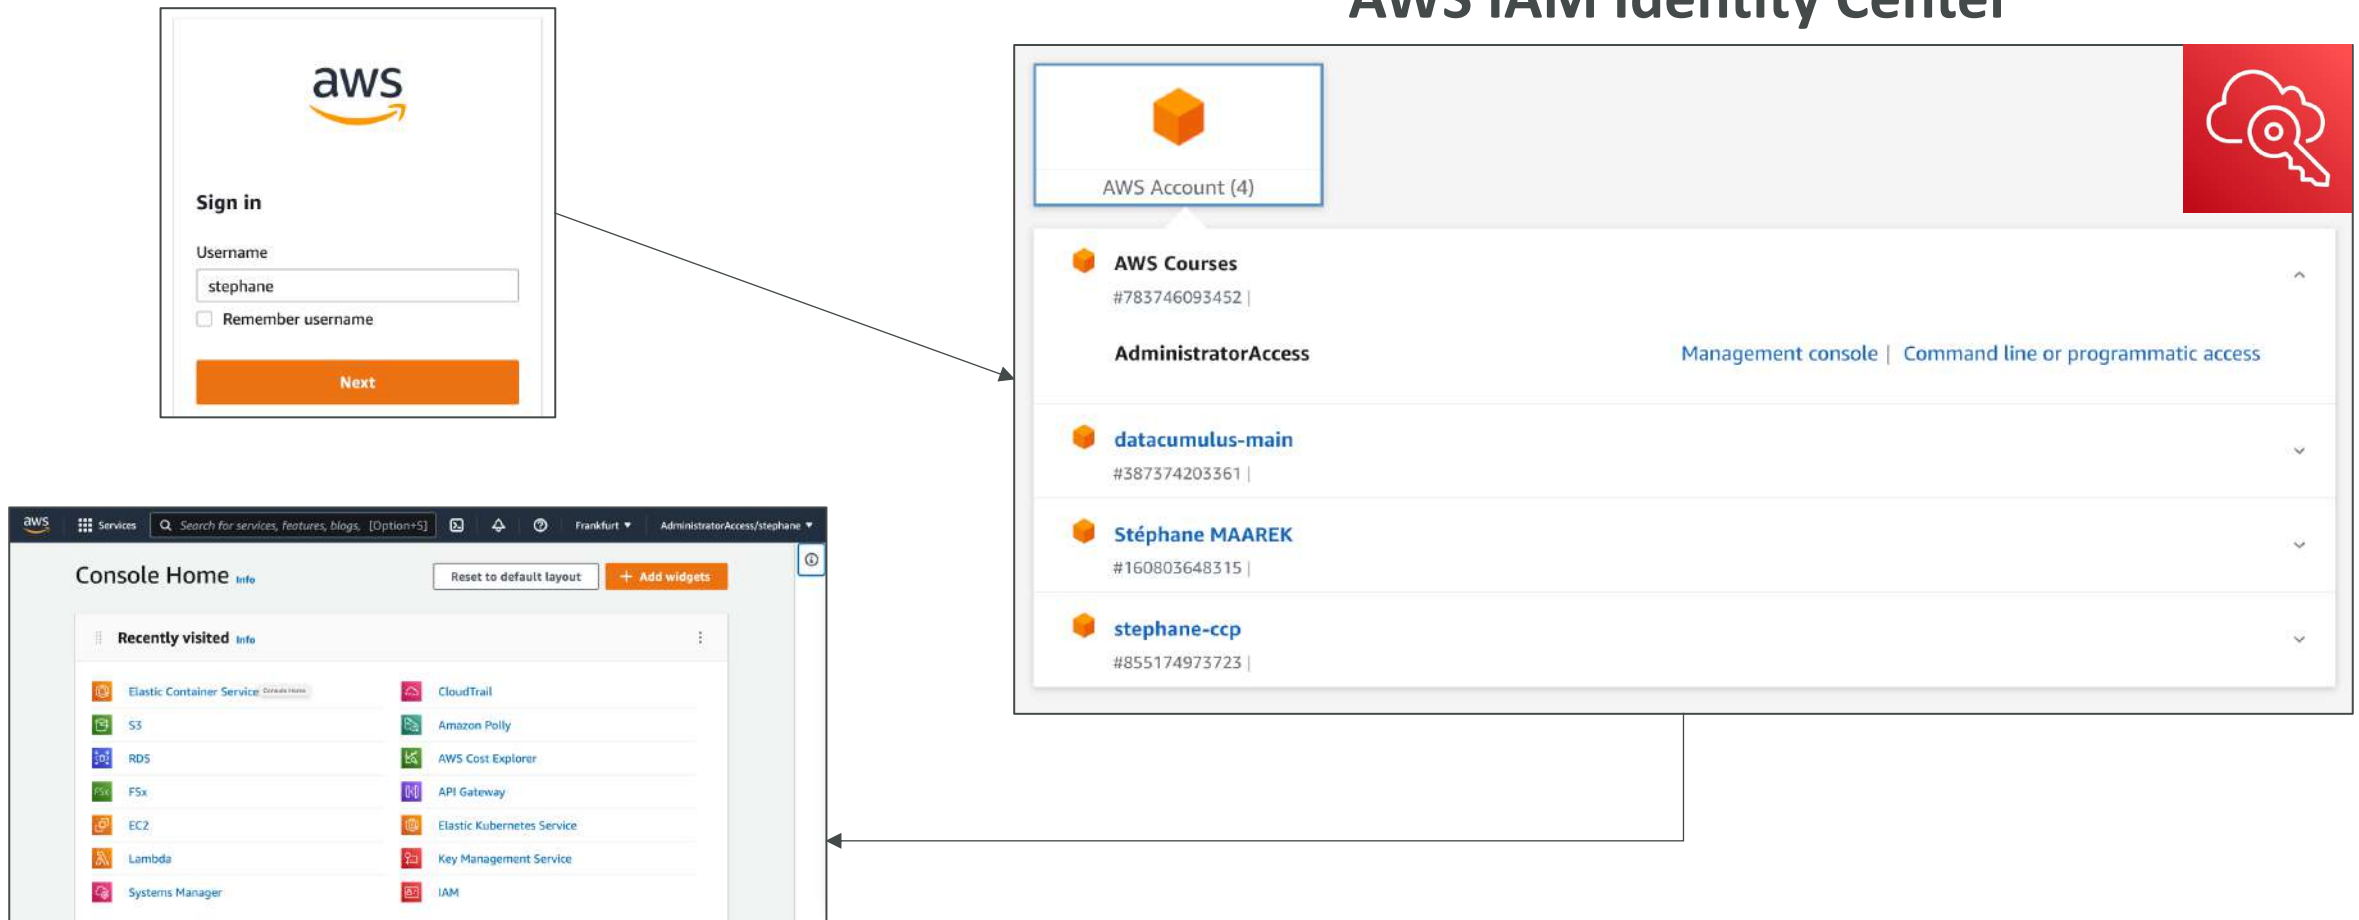 AWS IAM Identity Center
aws
Sign in
Username
stephane
Remember username
Next
AWS Account (4)
AWS Courses
#783746093452 |
AdministratorAccess
Management console | Command line or programmatic access
datacumulus-main
#387374203361 |
Stéphane MAAREK
#160803648315 |
stephane-ccp
#855174973723 |
aws Services Search for services, features, blogs, [Option+S] Frankfurt ▼ AdministratorAccess/stephane ▼
Console Home Info
Reset to default layout
+ Add widgets
Recently visited Info
Elastic Container Service Console Home
CloudTrail
S3
Amazon Polly
RDS
AWS Cost Explorer
FSx
FSx
API Gateway
EC2
Elastic Kubernetes Service
Lambda
Key Management Service
Systems Manager
IAM